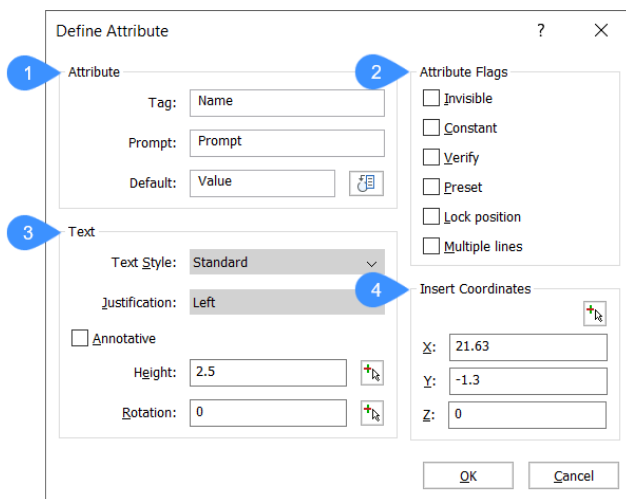 Define Attribute
?
1
Attribute
Tag: Name
Prompt: Prompt
Default: Value
2
Attribute Flags
Invisible
Constant
Verify
Preset
Lock position
Multiple lines
3
Text
Text Style: Standard
Justification: Left
Annotative
Height: 2.5
Rotation: 0
4
Insert Coordinates
X: 21.63
Y: -1.3
Z: 0
OK
Cancel